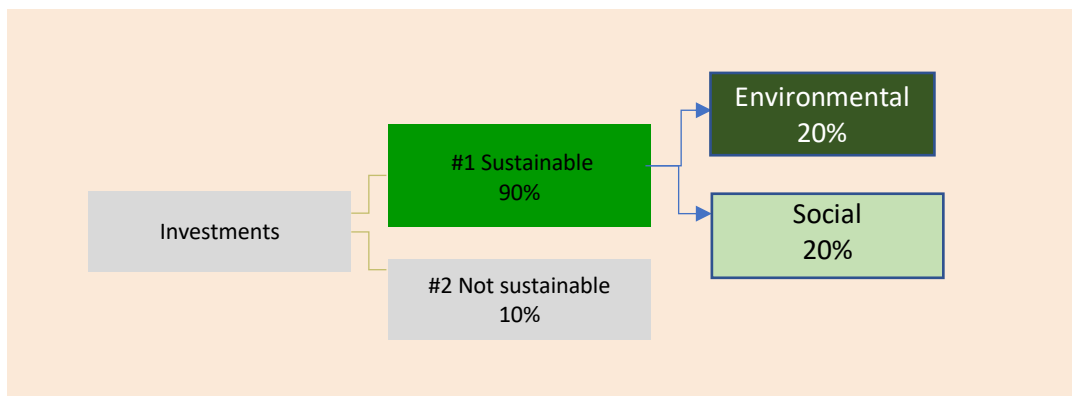 Investments
#1 Sustainable
90%
#2 Not sustainable
10%
Environmental
20%
Social
20%